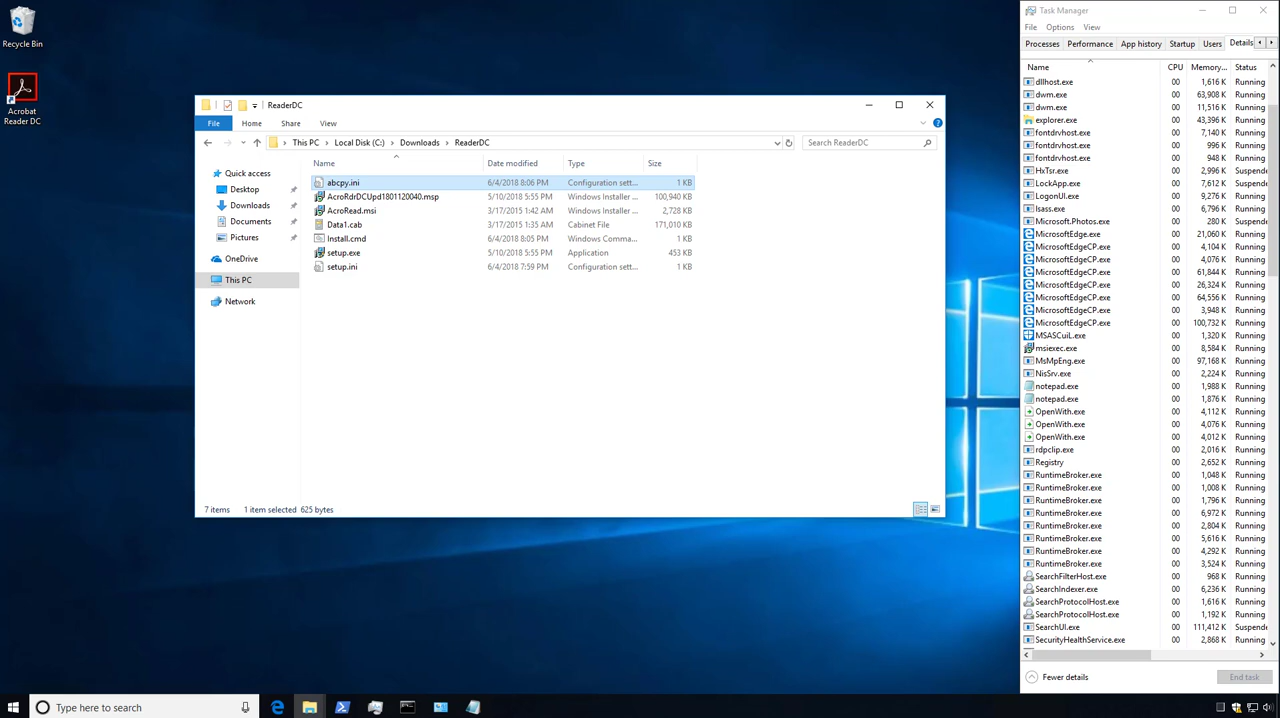 Recycle Bin
Acrobat
Reader DC
ReaderDC
File Home Share View
This PC Local Disk (C:) Downloads ReaderDC
Search ReaderDC
Name Date modified Type Size
Quick access
Desktop
Downloads
Documents
Pictures
OneDrive
This PC
Network
abcpy.ini 6/4/2018 8:06 PM Configuration sett... 1 KB
AcroRdrDCUpd1801120040.msp 5/10/2018 5:55 PM Windows Installer ... 100,940 KB
AcroRead.msi 3/17/2015 1:42 AM Windows Installer ... 2,728 KB
Data1.cab 3/17/2015 1:44 AM Cabinet File 171,010 KB
Install.cmd 6/4/2018 8:05 PM Windows Comma... 1 KB
setup.exe 5/10/2018 5:55 PM Application 453 KB
setup.ini 6/4/2018 7:59 PM Configuration sett... 1 KB
7 items 1 item selected 625 bytes
Task Manager
File Options View
Processes Performance App history Startup Users Details
Name CPU Memory... Status
dllhost.exe 00 1,616 K Running
dwm.exe 00 63,908 K Running
dwm.exe 00 11,516 K Running
explorer.exe 00 43,396 K Running
fontdrvhost.exe 00 7,140 K Running
fontdrvhost.exe 00 996 K Running
fontdrvhost.exe 00 948 K Running
HxTsr.exe 00 312 K Running
LockApp.exe 00 7,612 K Suspende
LogonUI.exe 00 9,276 K Running
lsass.exe 00 6,296 K Running
Microsoft.Photos.exe 00 280 K Suspende
MicrosoftEdge.exe 00 21,060 K Running
MicrosoftEdgeCP.exe 00 4,104 K Running
MicrosoftEdgeCP.exe 00 4,076 K Running
MicrosoftEdgeCP.exe 00 61,844 K Running
MicrosoftEdgeCP.exe 00 26,324 K Running
MicrosoftEdgeCP.exe 00 64,556 K Running
MicrosoftEdgeCP.exe 00 3,948 K Running
MicrosoftEdgeCP.exe 00 100,732 K Running
MSASCuiL.exe 00 1,320 K Running
msiexec.exe 00 8,584 K Running
MsMpEng.exe 00 97,168 K Running
NisSrv.exe 00 2,224 K Running
notepad.exe 00 1,988 K Running
notepad.exe 00 1,876 K Running
OpenWith.exe 00 4,112 K Running
OpenWith.exe 00 4,076 K Running
OpenWith.exe 00 4,012 K Running
rdpclip.exe 00 2,016 K Running
Registry 00 2,652 K Running
RuntimeBroker.exe 00 1,048 K Running
RuntimeBroker.exe 00 1,008 K Running
RuntimeBroker.exe 00 1,796 K Running
RuntimeBroker.exe 00 6,972 K Running
RuntimeBroker.exe 00 2,804 K Running
RuntimeBroker.exe 00 5,616 K Running
RuntimeBroker.exe 00 4,292 K Running
RuntimeBroker.exe 00 3,524 K Running
SearchFilterHost.exe 00 968 K Running
SearchIndexer.exe 00 6,236 K Running
SearchProtocolHost.exe 00 1,616 K Running
SearchProtocolHost.exe 00 1,192 K Running
SearchUI.exe 00 111,412 K Suspende
SecurityHealthService.exe 00 2,868 K Running
Fewer details
End task
Type here to search